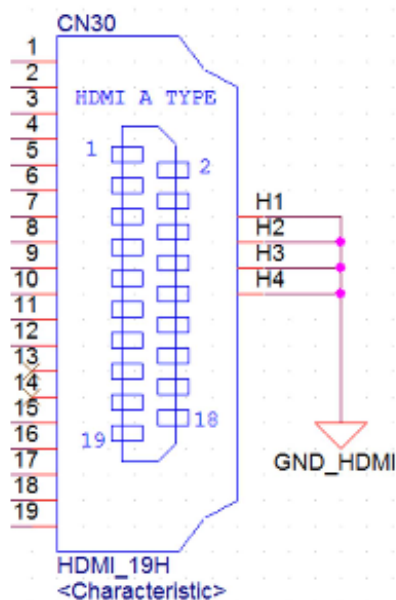 CN30
1
2
3
4
5
6
7
8
9
10
11
12
13
14
15
16
17
18
19
HDMI A TYPE
1
2
18
19
H1
H2
H3
H4
GND_HDMI
HDMI_19H
<Characteristic>